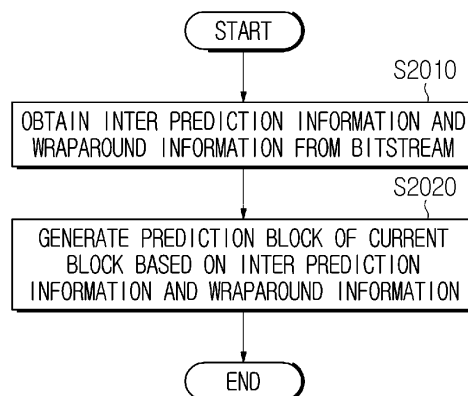 START
S2010
OBTAIN INTER PREDICTION INFORMATION AND
WRAPAROUND INFORMATION FROM BITSTREAM
S2020
GENERATE PREDICTION BLOCK OF CURRENT
BLOCK BASED ON INTER PREDICTION
INFORMATION AND WRAPAROUND INFORMATION
END